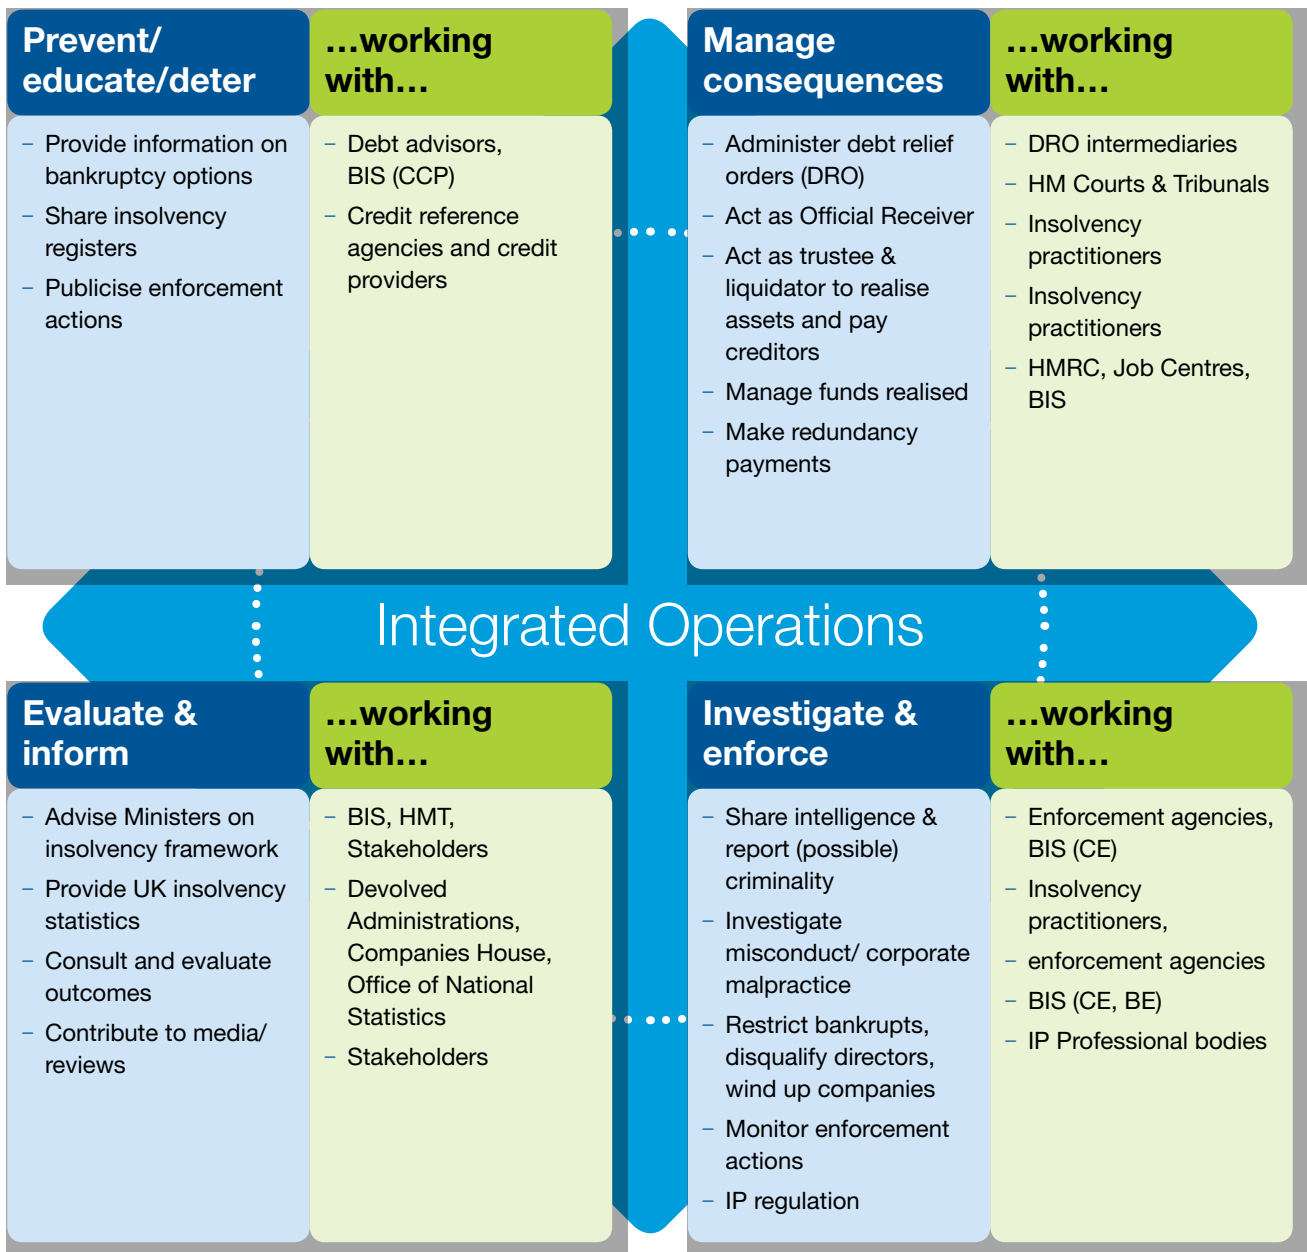 Prevent/
educate/deter
– Provide information on
bankruptcy options
– Share insolvency
registers
– Publicise enforcement
actions
...working
with...
– Debt advisors,
BIS (CCP)
– Credit reference
agencies and credit
providers
Manage
consequences
– Administer debt relief
orders (DRO)
– Act as Official Receiver
– Act as trustee &
liquidator to realise
assets and pay
creditors
– Manage funds realised
– Make redundancy
payments
...working
with...
– DRO intermediaries
– HM Courts & Tribunals
– Insolvency
practitioners
– Insolvency
practitioners
– HMRC, Job Centres,
BIS
Integrated Operations
Evaluate &
inform
– Advise Ministers on
insolvency framework
– Provide UK insolvency
statistics
– Consult and evaluate
outcomes
– Contribute to media/
reviews
...working
with...
– BIS, HMT,
Stakeholders
– Devolved
Administrations,
Companies House,
Office of National
Statistics
– Stakeholders
Investigate &
enforce
– Share intelligence &
report (possible)
criminality
– Investigate
misconduct/ corporate
malpractice
– Restrict bankrupts,
disqualify directors,
wind up companies
– Monitor enforcement
actions
– IP regulation
...working
with...
– Enforcement agencies,
BIS (CE)
– Insolvency
practitioners,
– enforcement agencies
– BIS (CE, BE)
– IP Professional bodies